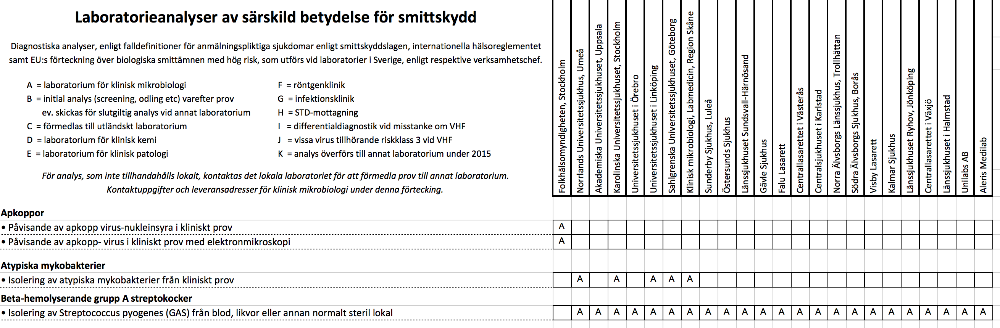 Laboratorieanalyser av särskild betydelse för smittskydd
Diagnostiska analyser, enligt falldefinitioner för anmälningspliktiga sjukdomar enligt smittskyddslagen, internationella hälsoreglementet
samt EU:s förteckning över biologiska smittämnen med hög risk, som utförs vid laboratorier i Sverige, enligt respektive verksamhetschef.
A = laboratorium för klinisk mikrobiologi
B = initial analys (screening, odling etc) varefter prov
ev. skickas för slutgiltig analys vid annat laboratorium
C = förmedlas till utländskt laboratorium
D = laboratorium för klinisk kemi
E = laboratorium för klinisk patologi
F = röntgenklinik
G = infektionsklinik
H = STD-mottagning
I = differentialdiagnostik vid misstanke om VHF
J = vissa virus tillhörande riskklass 3 vid VHF
K = analys överförs till annat laboratorium under 2015
För analys, som inte tillhandahålls lokalt, kontaktas det lokala laboratoriet för att förmedla prov till annat laboratorium.
Kontaktuppgifter och leveransadresser för klinisk mikrobiologi under denna förtecking.
Folkhälsomyndigheten, Stockholm
Norrlands Universitetssjukhus, Umeå
Akademiska Universitetssjukhuset, Uppsala
Karolinska Universitetssjukhuset, Stockholm
Universitetssjukhuset i Örebro
Universitetssjukhuset i Linköping
Sahlgrenska Universitetssjukhuset, Göteborg
Klinisk mikrobiologi, Labmedicin, Region Skåne
Sunderby Sjukhus, Luleå
Östersunds Sjukhus
Länssjukhuset Sundsvall-Härnösand
Gävle Sjukhus
Falu Lasarett
Centrallasarettet i Västerås
Centralsjukhuset i Karlstad
Norra Älvsborgs Länssjukhus, Trollhättan
Södra Älvsborgs Sjukhus, Borås
Visby Lasarett
Kalmar Sjukhus
Länssjukhuset Ryhov, Jönköping
Centrallasarettet i Växjö
Länssjukhuset i Halmstad
Unilabs AB
Aleris Medilab
Apkoppor
• Påvisande av apkopp virus-nukleinsyra i kliniskt prov A
• Påvisande av apkopp- virus i kliniskt prov med elektronmikroskopi A
Atypiska mykobakterier
• Isolering av atypiska mykobakterier från kliniskt prov A A A A A
Beta-hemolyserande grupp A streptokocker
• Isolering av Streptococcus pyogenes (GAS) från blod, likvor eller annan normalt steril lokal A A A A A A A A A A A A A A A A A A A A A A A